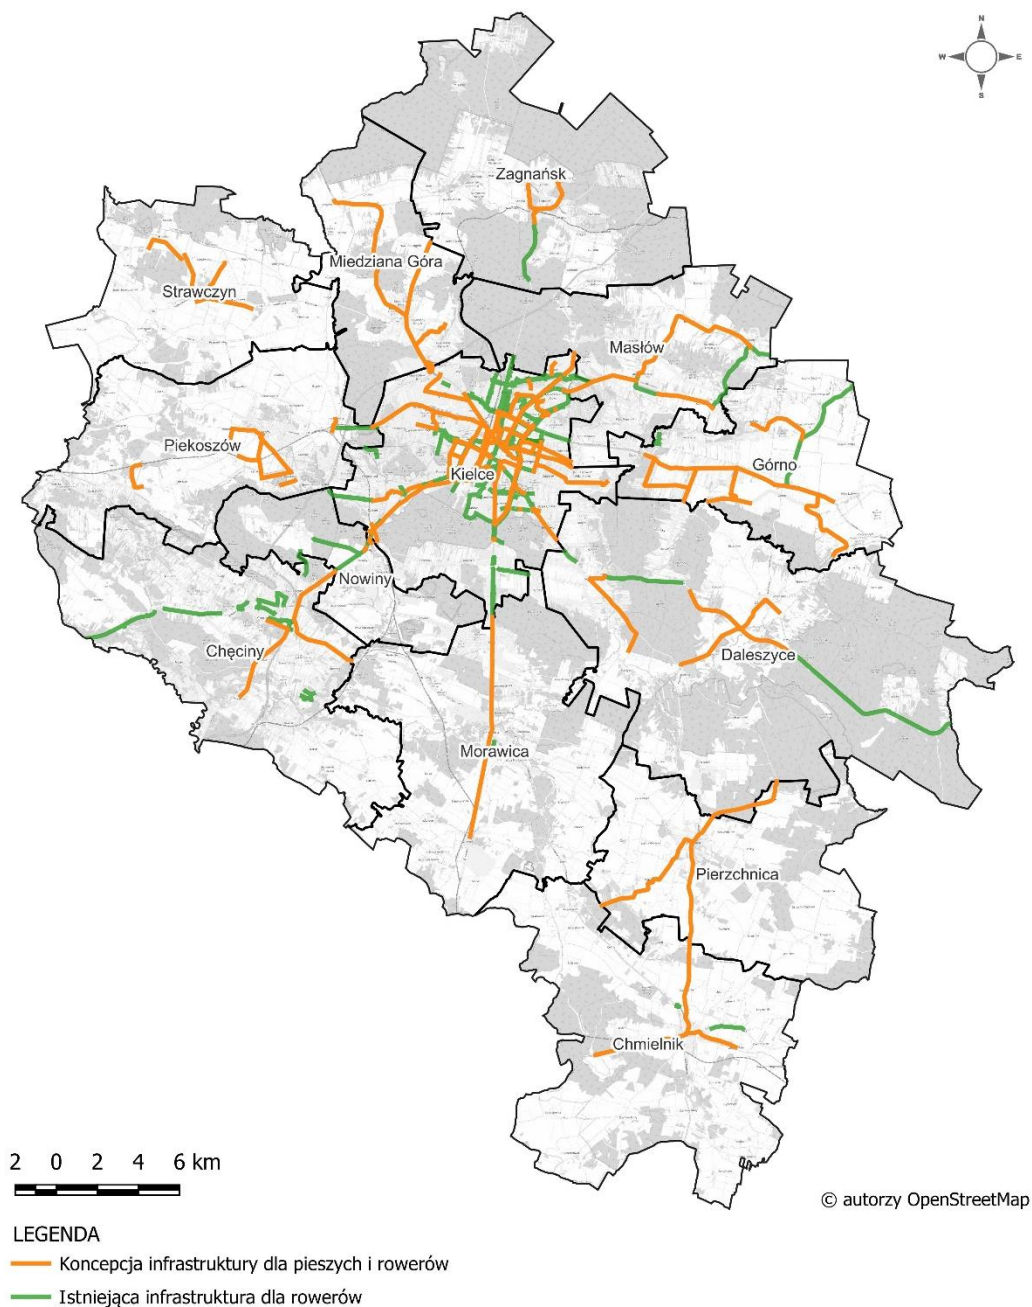 N
W E
S
Zagnańsk
Miedziana Góra
Strawczyn
Masłów
Piekoszów
Górno
Kielce
Nowiny
Chęciny
Daleszyce
Morawica
Pierzchnica
Chmielnik
2 0 2 4 6 km
© autorzy OpenStreetMap
LEGENDA
Koncepcja infrastruktury dla pieszych i rowerów
Istniejąca infrastruktura dla rowerów